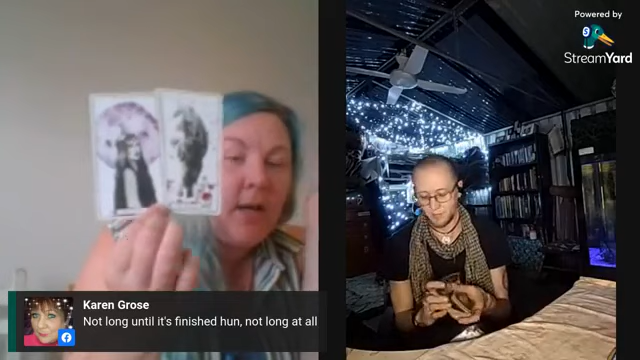 Powered by
StreamYard
Karen Grose
Not long until it's finished hun, not long at all